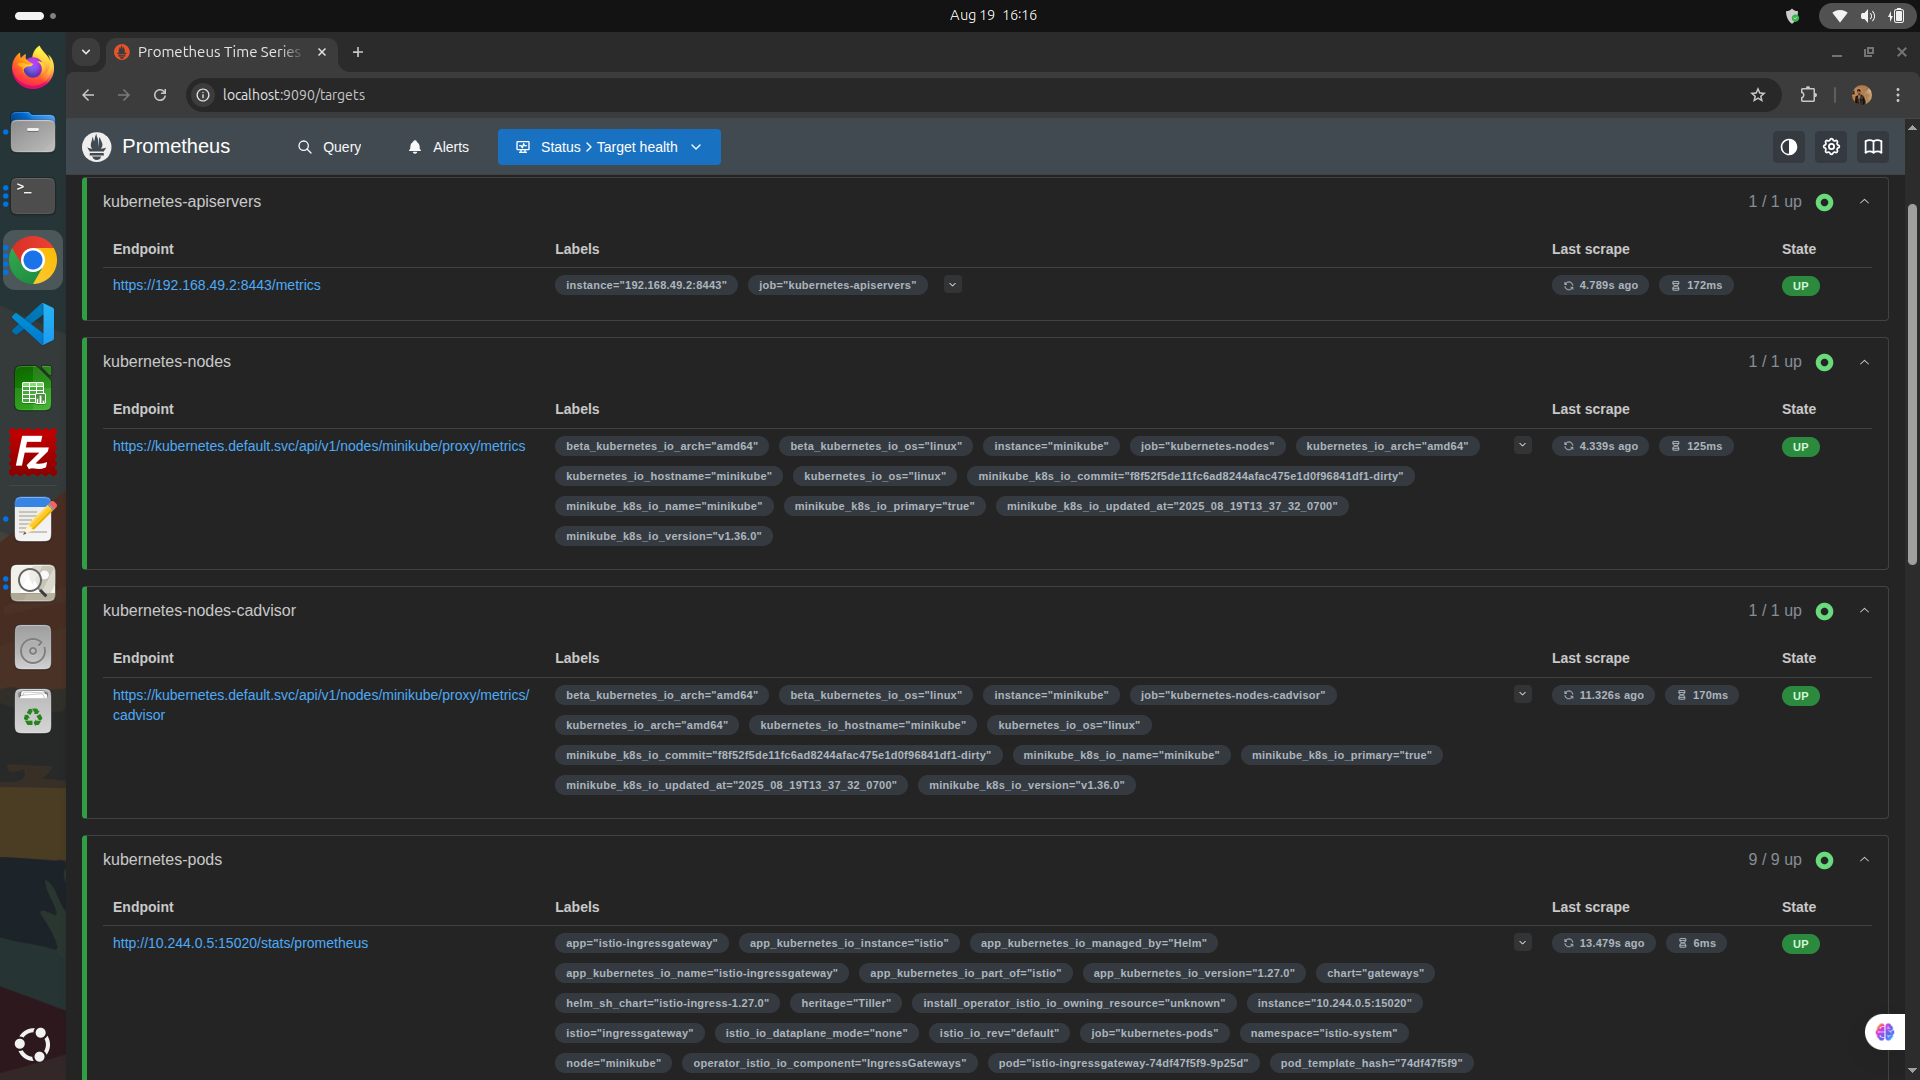 Aug 19 16:16
Prometheus Time Series
localhost:9090/targets
Prometheus
Query
Alerts
Status > Target health
kubernetes-apiservers
1 / 1 up
Endpoint Labels Last scrape State
https://192.168.49.2:8443/metrics instance="192.168.49.2:8443" job="kubernetes-apiservers" 4.789s ago 172ms UP
kubernetes-nodes
1 / 1 up
Endpoint Labels Last scrape State
https://kubernetes.default.svc/api/v1/nodes/minikube/proxy/metrics beta_kubernetes_io_arch="amd64" beta_kubernetes_io_os="linux" instance="minikube" job="kubernetes-nodes" kubernetes_io_arch="amd64" 4.339s ago 125ms UP
kubernetes_io_hostname="minikube" kubernetes_io_os="linux" minikube_k8s_io_commit="f8f52f5de11fc6ad8244afac475e1d0f96841df1-dirty"
minikube_k8s_io_name="minikube" minikube_k8s_io_primary="true" minikube_k8s_io_updated_at="2025_08_19T13_37_32_0700"
minikube_k8s_io_version="v1.36.0"
kubernetes-nodes-cadvisor
1 / 1 up
Endpoint Labels Last scrape State
https://kubernetes.default.svc/api/v1/nodes/minikube/proxy/metrics/ beta_kubernetes_io_arch="amd64" beta_kubernetes_io_os="linux" instance="minikube" job="kubernetes-nodes-cadvisor" 11.326s ago 170ms UP
cadvisor kubernetes_io_arch="amd64" kubernetes_io_hostname="minikube" kubernetes_io_os="linux"
minikube_k8s_io_commit="f8f52f5de11fc6ad8244afac475e1d0f96841df1-dirty" minikube_k8s_io_name="minikube" minikube_k8s_io_primary="true"
minikube_k8s_io_updated_at="2025_08_19T13_37_32_0700" minikube_k8s_io_version="v1.36.0"
kubernetes-pods
9 / 9 up
Endpoint Labels Last scrape State
http://10.244.0.5:15020/stats/prometheus app="istio-ingressgateway" app_kubernetes_io_instance="istio" app_kubernetes_io_managed_by="Helm" 13.479s ago 6ms UP
app_kubernetes_io_name="istio-ingressgateway" app_kubernetes_io_part_of="istio" app_kubernetes_io_version="1.27.0" chart="gateways"
helm_sh_chart="istio-ingress-1.27.0" heritage="Tiller" install_operator_istio_io_owning_resource="unknown" instance="10.244.0.5:15020"
istio="ingressgateway" istio_io_dataplane_mode="none" istio_io_rev="default" job="kubernetes-pods" namespace="istio-system"
node="minikube" operator_istio_io_component="IngressGateways" pod="istio-ingressgateway-74df47f5f9-9p25d" pod_template_hash="74df47f5f9"